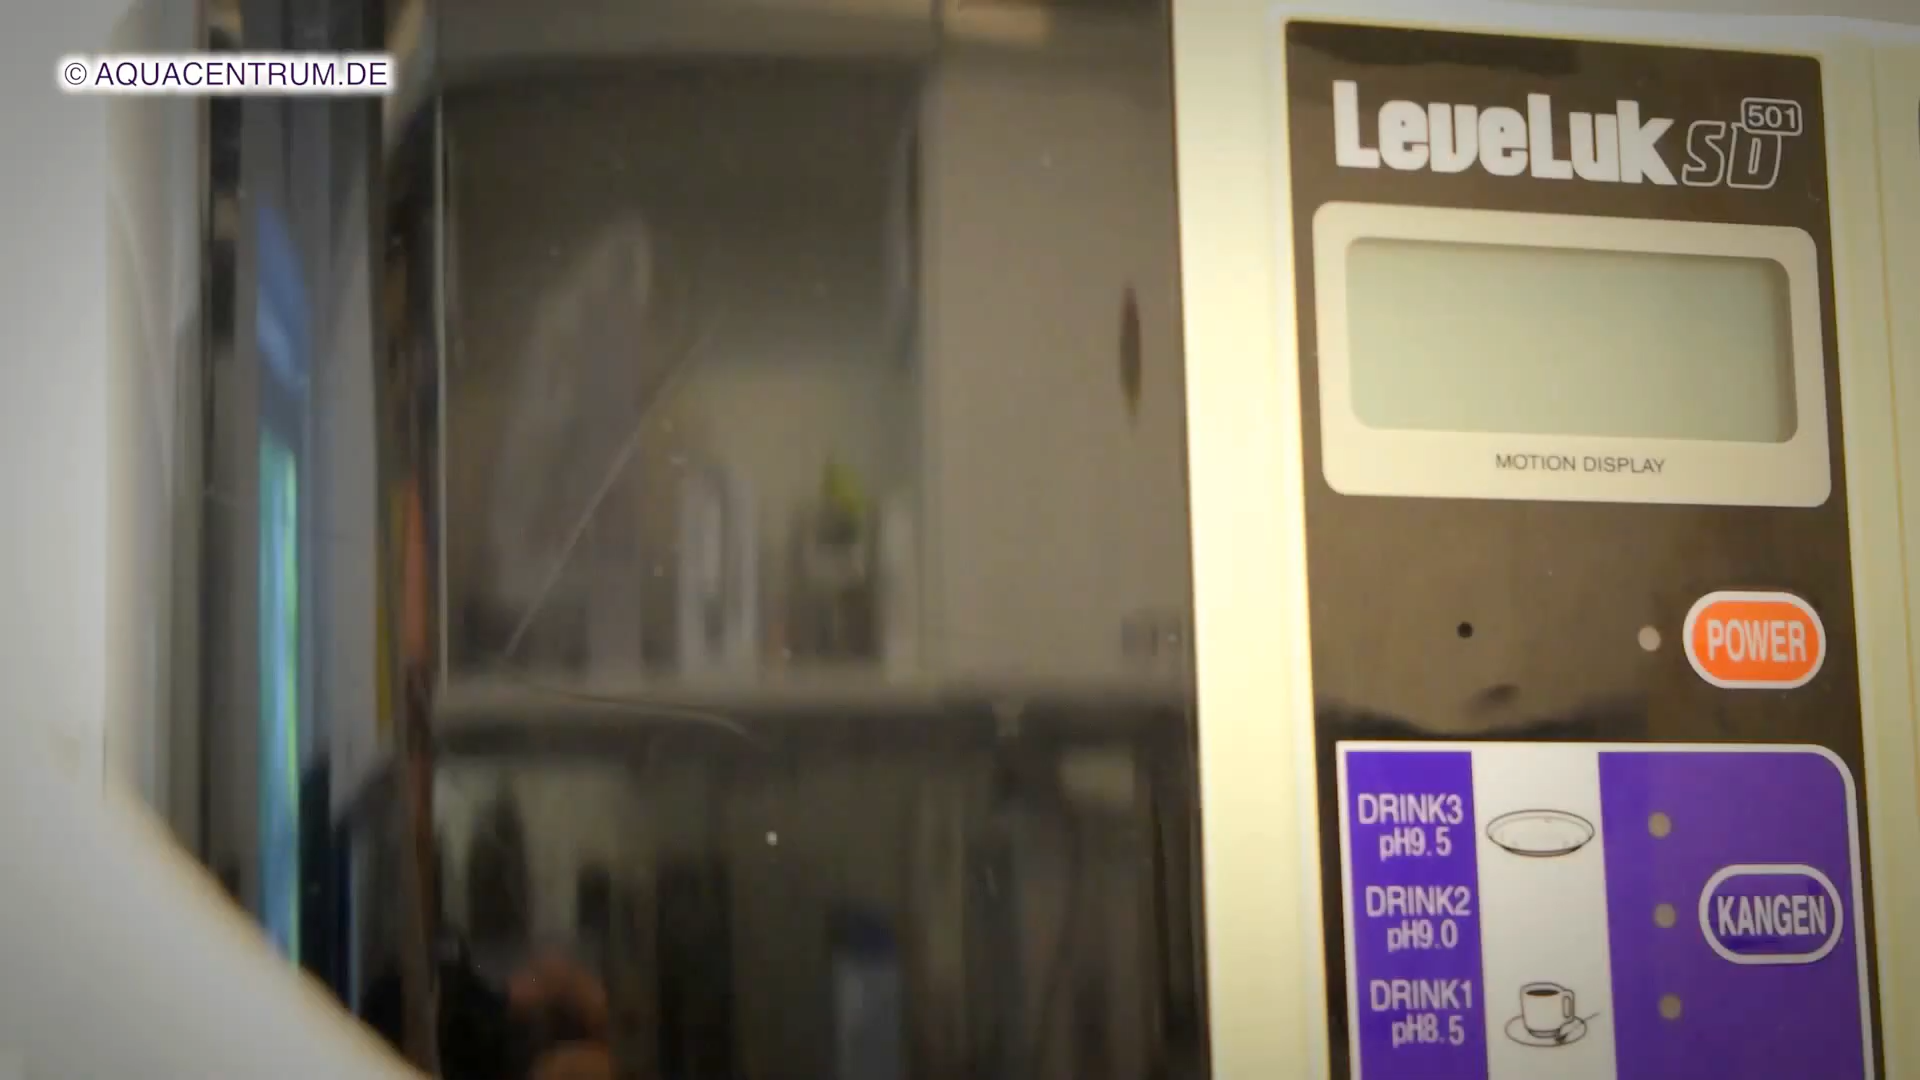 © AQUACENTRUM.DE
LeveLuk SD 501
MOTION DISPLAY
POWER
DRINK3
pH9.5
DRINK2
pH9.0
KANGEN
DRINK1
pH8.5